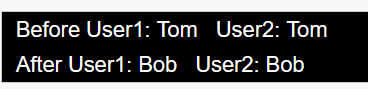 Before User1: Tom   User2: Tom
After User1: Bob   User2: Bob